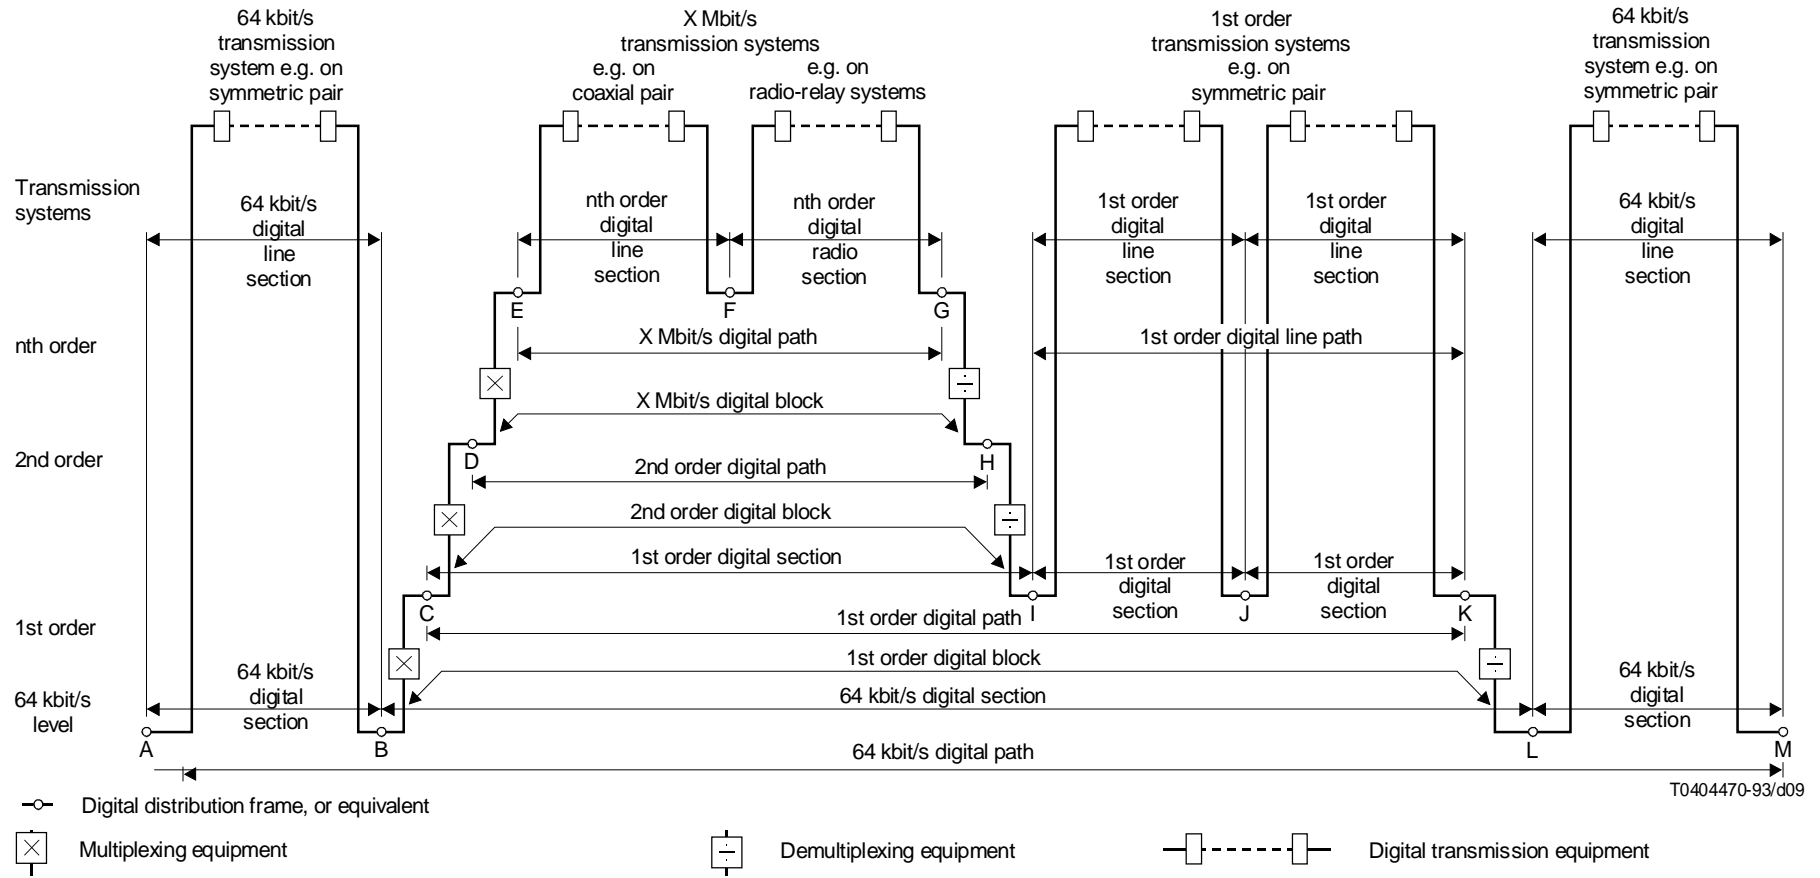 64 kbit/s
transmission
system e.g. on
symmetric pair
X Mbit/s
transmission systems
e.g. on
coaxial pair
e.g. on
radio-relay systems
1st order
transmission systems
e.g. on
symmetric pair
64 kbit/s
transmission
system e.g. on
symmetric pair
Transmission
systems
64 kbit/s
digital
line
section
nth order
digital
line
section
nth order
digital
radio
section
1st order
digital
line
section
1st order
digital
line
section
64 kbit/s
digital
line
section
E
F
G
nth order
X Mbit/s digital path
1st order digital line path
X Mbit/s digital block
2nd order
D
H
2nd order digital path
2nd order digital block
1st order digital section
1st order
digital
section
1st order
digital
section
C
I
J
K
1st order
1st order digital path
1st order digital block
64 kbit/s
level
64 kbit/s
digital
section
64 kbit/s digital section
64 kbit/s
digital
section
A
B
L
M
64 kbit/s digital path
T0404470-93/d09
Digital distribution frame, or equivalent
Multiplexing equipment
Demultiplexing equipment
Digital transmission equipment